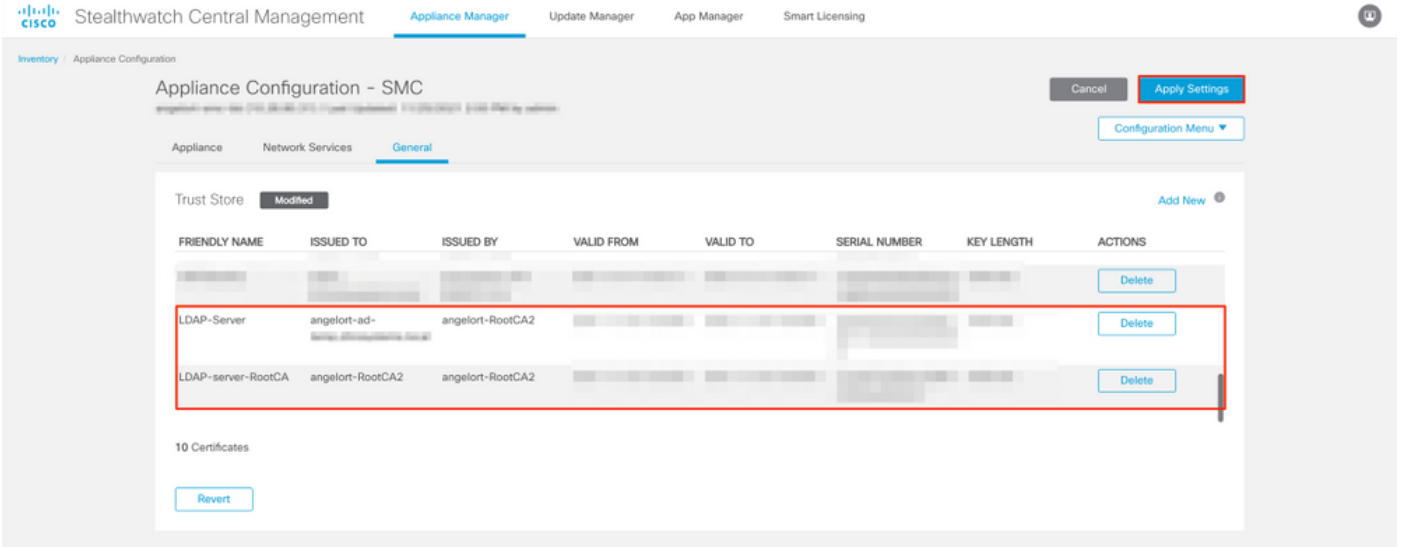 CISCO Stealthwatch Central Management Appliance Manager Update Manager App Manager Smart Licensing
Inventory / Appliance Configuration
Appliance Configuration - SMC
Cancel Apply Settings
Configuration Menu ▼
Appliance Network Services General
Trust Store Modified Add New
FRIENDLY NAME ISSUED TO ISSUED BY VALID FROM VALID TO SERIAL NUMBER KEY LENGTH ACTIONS
Delete
LDAP-Server angelort-ad- angelort-RootCA2 Delete
LDAP-server-RootCA angelort-RootCA2 angelort-RootCA2 Delete
10 Certificates
Revert